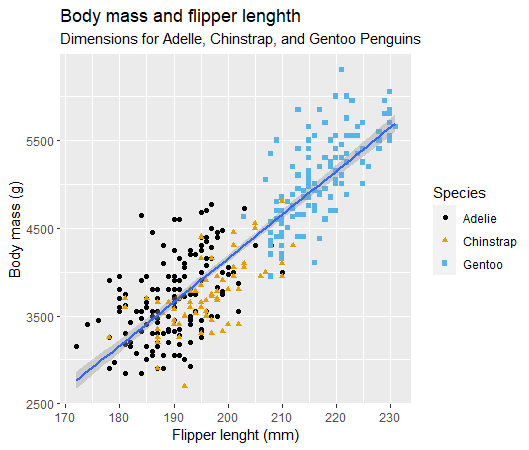 Body mass and flipper lenghth
Dimensions for Adelle, Chinstrap, and Gentoo Penguins
Body mass (g)
5500
4500
3500
2500
170 180 190 200 210 220 230
Flipper lenght (mm)
Species
Adelie
Chinstrap
Gentoo